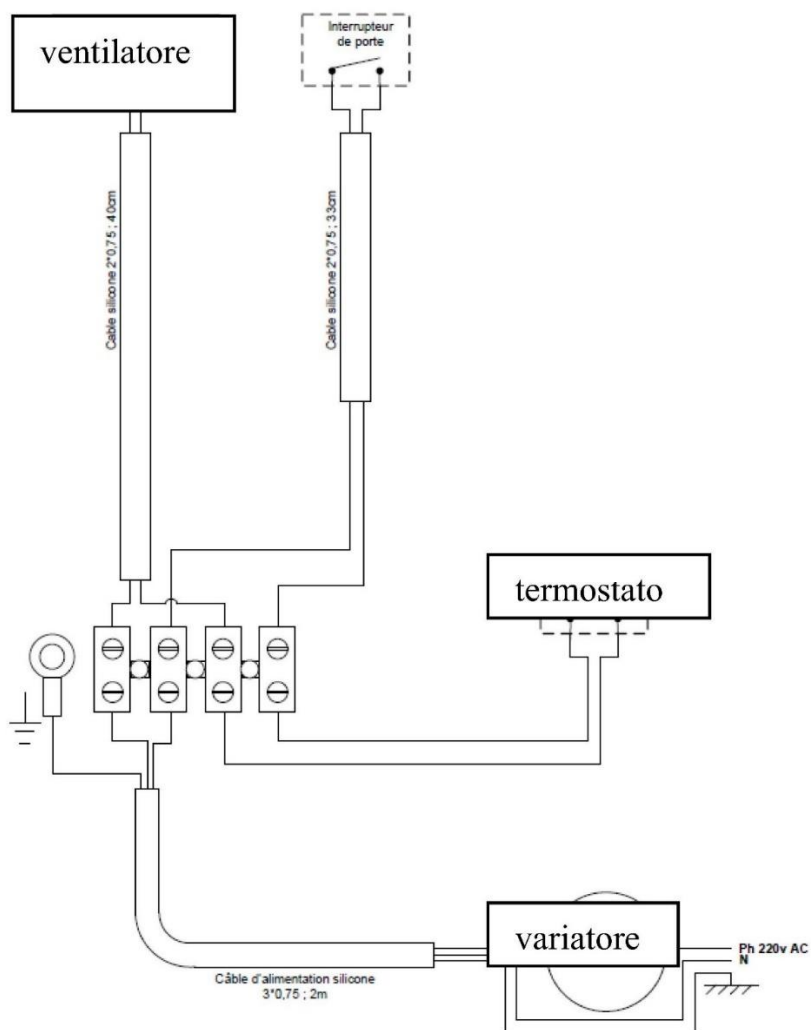 ventilatore
Interrupteur
de porte
Cable silicone 2*0,75 ; 40cm
Cable silicone 2*0,75 ; 33cm
termostato
variatore
Ph 220v AC
N
Câble d'alimentation silicone
3*0,75 ; 2m